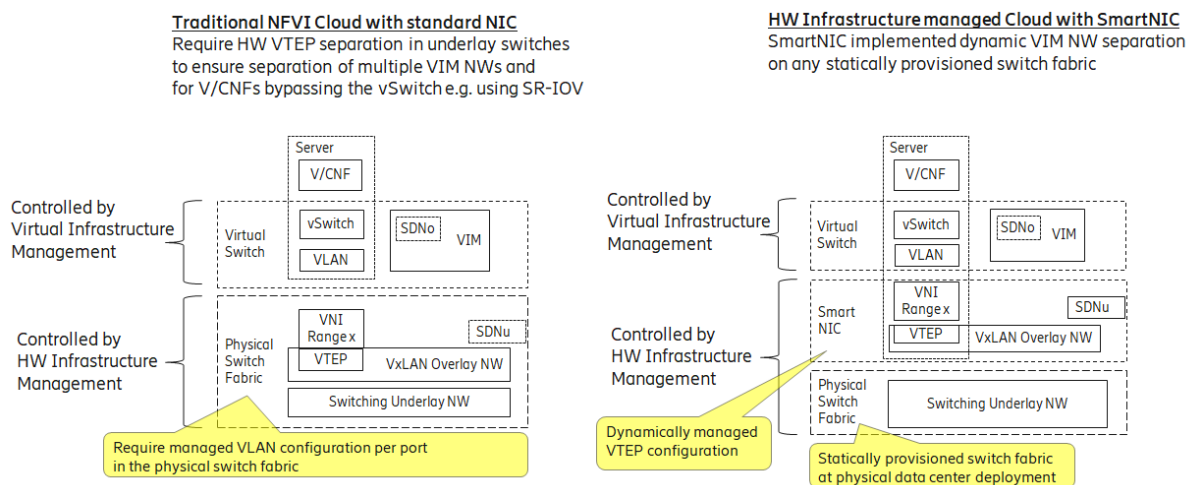 Traditional NFVI Cloud with standard NIC
Require HW VTEP separation in underlay switches
to ensure separation of multiple VIM NWs and
for V/CNFs bypassing the vSwitch e.g. using SR-IOV
Server
V/CNF
Controlled by
Virtual Infrastructure
Management
Virtual
Switch
vSwitch
VLAN
SDNo
VIM
Controlled by
HW Infrastructure
Management
Physical
Switch
Fabric
VNI
Range x
VTEP
SDNu
VxLAN Overlay NW
Switching Underlay NW
Require managed VLAN configuration per port
in the physical switch fabric
HW Infrastructure managed Cloud with SmartNIC
SmartNIC implemented dynamic VIM NW separation
on any statically provisioned switch fabric
Server
V/CNF
Controlled by
Virtual Infrastructure
Management
Virtual
Switch
vSwitch
VLAN
SDNo
VIM
Controlled by
HW Infrastructure
Management
Smart
NIC
VNI
Range x
VTEP
SDNu
VxLAN Overlay NW
Physical
Switch
Fabric
Switching Underlay NW
Dynamically managed
VTEP configuration
Statically provisioned switch fabric
at physical data center deployment